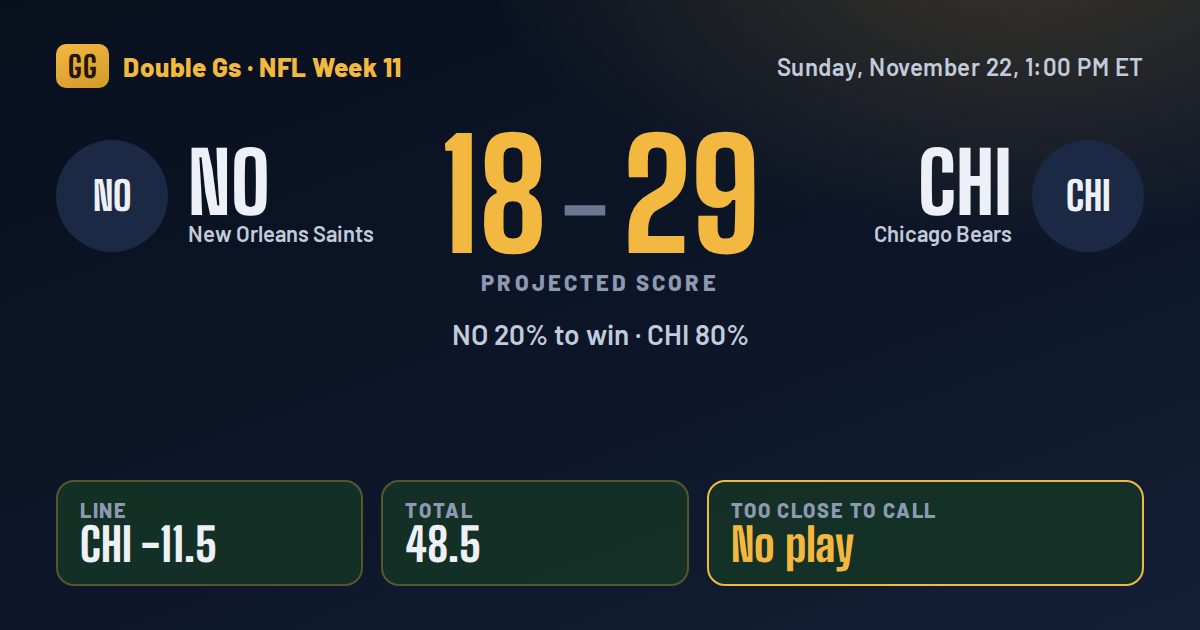 GG Double Gs · NFL Week 11
Sunday, November 22, 1:00 PM ET
NO
NO
New Orleans Saints
18 – 29
PROJECTED SCORE
NO 20% to win · CHI 80%
CHI
Chicago Bears
CHI
LINE
CHI −11.5
TOTAL
48.5
TOO CLOSE TO CALL
No play